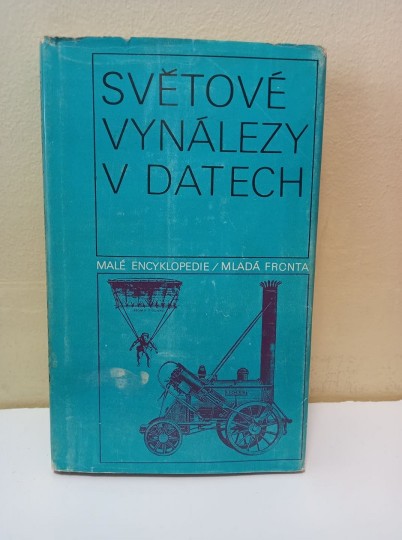 SVĚTOVÉ
VYNÁLEZY
V DATECH
MALÉ ENCYKLOPEDIE / MLADÁ FRONTA